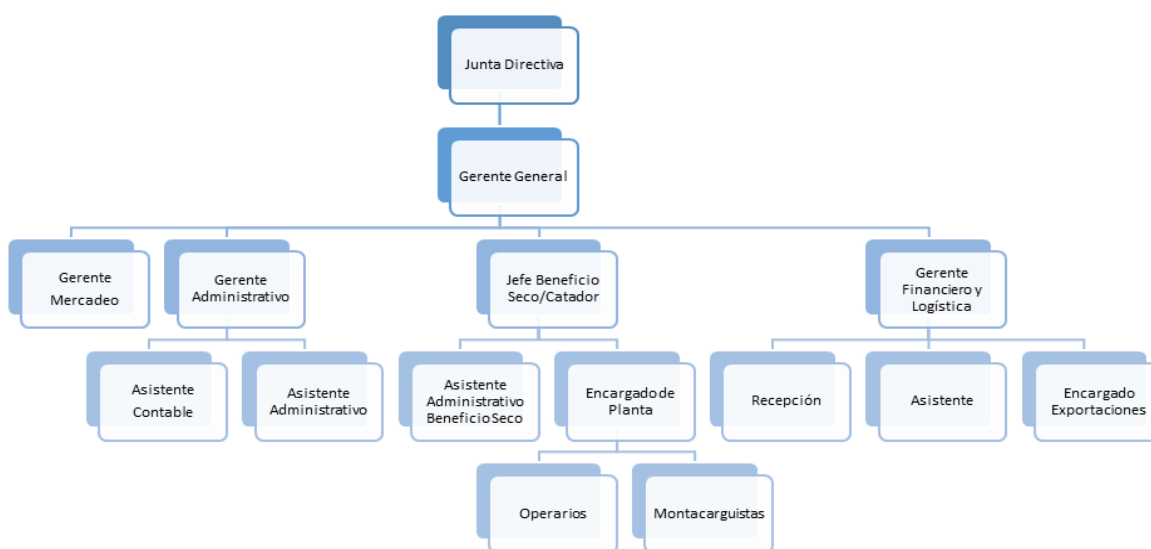 Junta Directiva
Gerente General
Gerente
Mercadeo
Gerente
Administrativo
Jefe Beneficio
Seco/Catador
Gerente
Financiero y
Logística
Asistente
Contable
Asistente
Administrativo
Asistente
Administrativo
Beneficio Seco
Encargado de
Planta
Recepción
Asistente
Encargado
Exportaciones
Operarios
Montacarguistas